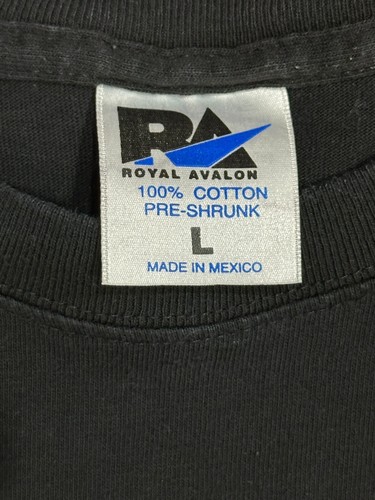 RA
ROYAL AVALON
100% COTTON
PRE-SHRUNK
L
MADE IN MEXICO